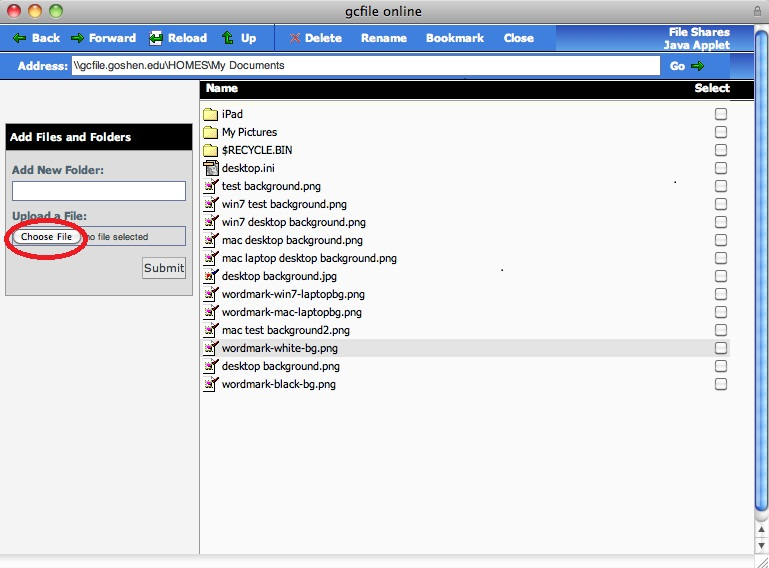 gcfile online
Back Forward Reload Up Delete Rename Bookmark Close File Shares
Java Applet
Address: \\gcfile.goshen.edu\HOMES\My Documents Go
Name Select
Add Files and Folders
Add New Folder:
Upload a File:
Choose File no file selected
Submit
iPad
My Pictures
$RECYCLE.BIN
desktop.ini
test background.png
win7 test background.png
win7 desktop background.png
mac desktop background.png
mac laptop desktop background.png
desktop background.jpg
wordmark-win7-laptopbg.png
wordmark-mac-laptopbg.png
mac test background2.png
wordmark-white-bg.png
desktop background.png
wordmark-black-bg.png